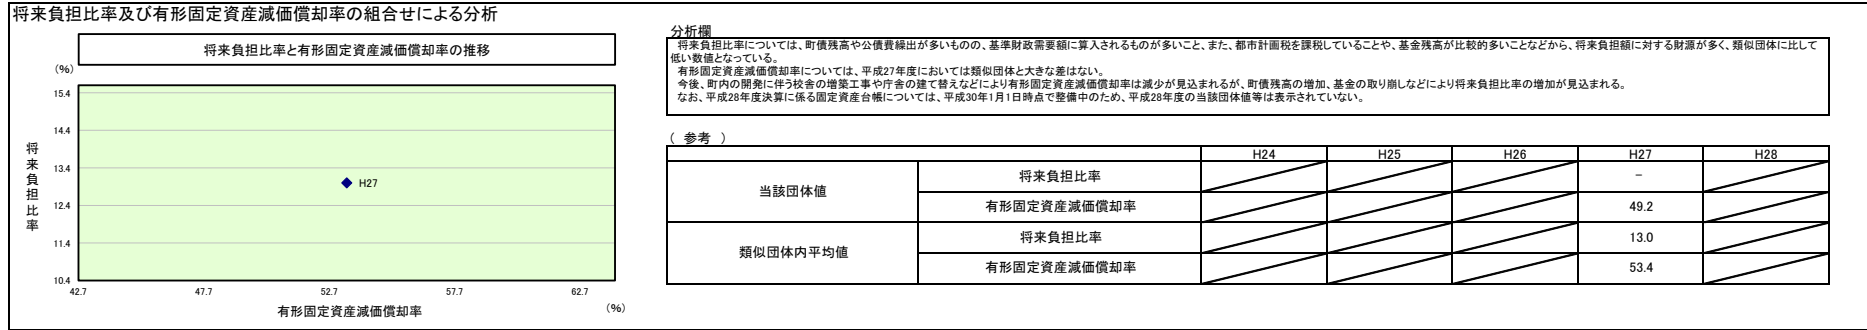 将来負担比率及び有形固定資産減価償却率の組合せによる分析
将来負担比率と有形固定資産減価償却率の推移
(%)
15.4
14.4
13.4
12.4
11.4
10.4
将来負担比率
H27
42.7 47.7 52.7 57.7 62.7
有形固定資産減価償却率
(%)
分析欄
将来負担比率については、町債残高や公債費繰出が多いものの、基準財政需要額に算入されるものが多いこと、また、都市計画税を課税していることや、基金残高が比較的多いことなどから、将来負担額に対する財源が多く、類似団体に比して
低い数値となっている。
有形固定資産減価償却率については、平成27年度においては類似団体と大きな差はない。
今後、町内の開発に伴う校舎の増築工事や庁舎の建て替えなどにより有形固定資産減価償却率は減少が見込まれるが、町債残高の増加、基金の取り崩しなどにより将来負担比率の増加が見込まれる。
なお、平成28年度決算に係る固定資産台帳については、平成30年1月1日時点で整備中のため、平成28年度の当該団体値等は表示されていない。
( 参考 )
H24 H25 H26 H27 H28
当該団体値
将来負担比率 －
有形固定資産減価償却率 49.2
類似団体内平均値
将来負担比率 13.0
有形固定資産減価償却率 53.4